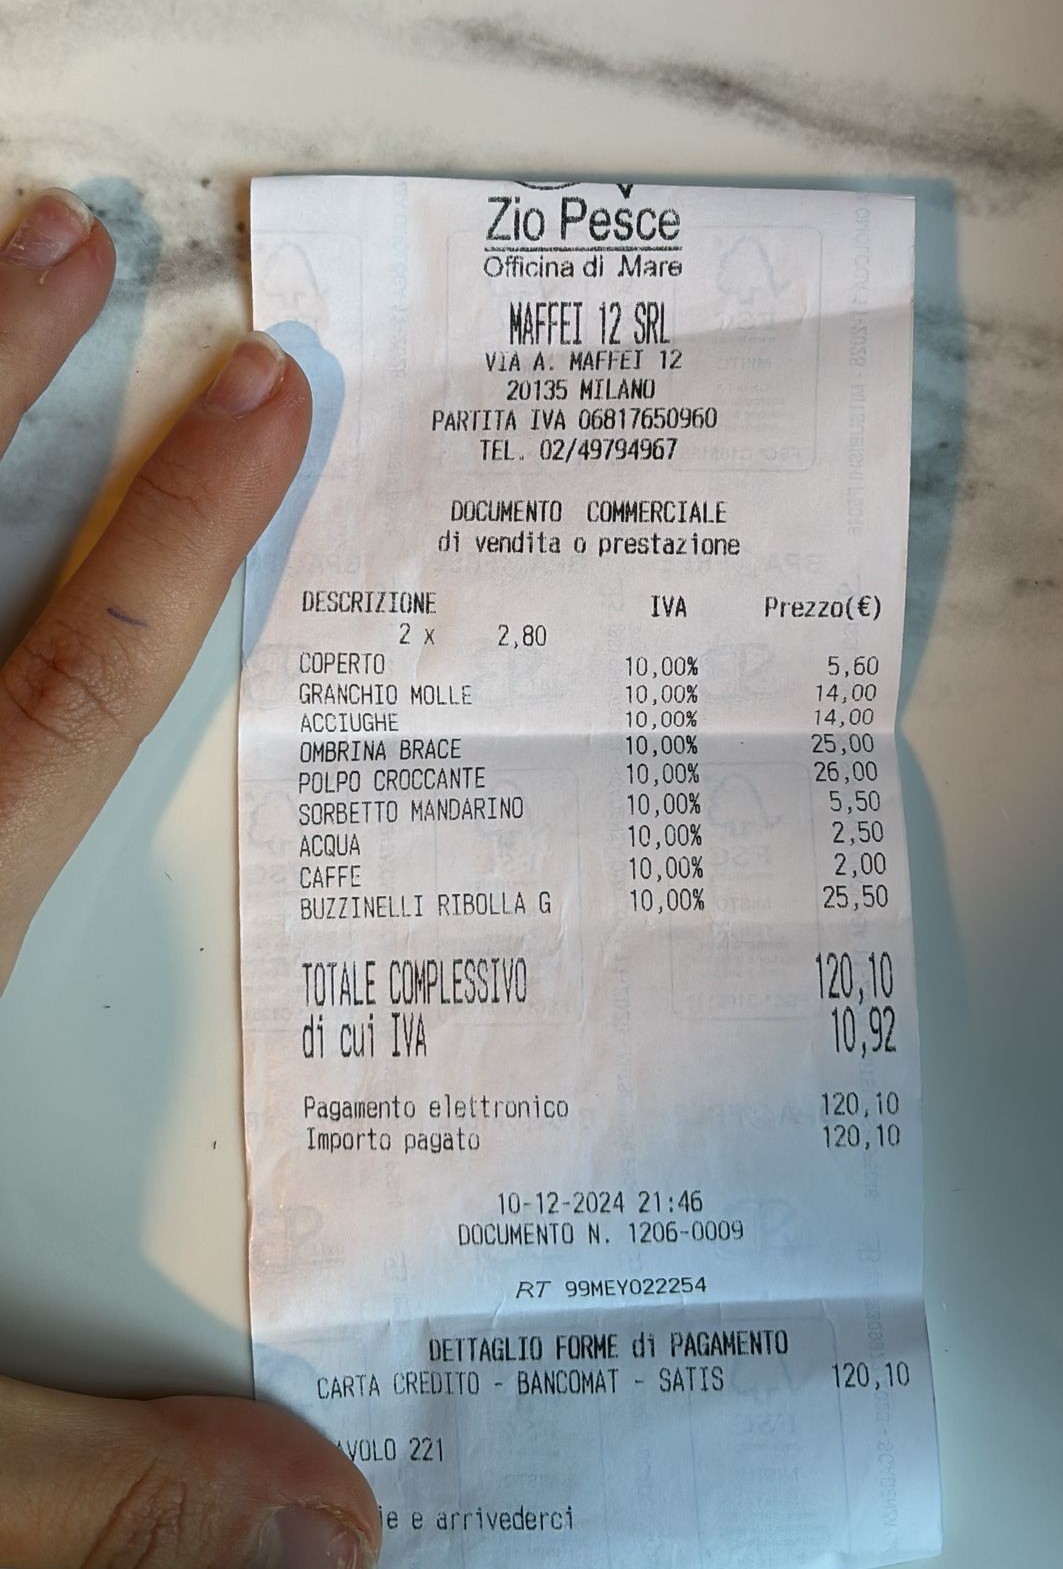 Zio Pesce
Officina di Mare
MAFFEI 12 SRL
VIA A. MAFFEI 12
20135 MILANO
PARTITA IVA 06817650960
TEL. 02/49794967
DOCUMENTO COMMERCIALE
di vendita o prestazione
DESCRIZIONE IVA Prezzo(€)
2 x 2,80
COPERTO 10,00% 5,60
GRANCHIO MOLLE 10,00% 14,00
ACCIUGHE 10,00% 14,00
OMBRINA BRACE 10,00% 25,00
POLPO CROCCANTE 10,00% 26,00
SORBETTO MANDARINO 10,00% 5,50
ACQUA 10,00% 2,50
CAFFE 10,00% 2,00
BUZZINELLI RIBOLLA G 10,00% 25,50
TOTALE COMPLESSIVO 120,10
di cui IVA 10,92
Pagamento elettronico 120,10
Importo pagato 120,10
10-12-2024 21:46
DOCUMENTO N. 1206-0009
RT 99MEY022254
DETTAGLIO FORME di PAGAMENTO
CARTA CREDITO - BANCOMAT - SATIS 120,10
AVOLO 221
ie e arrivederci